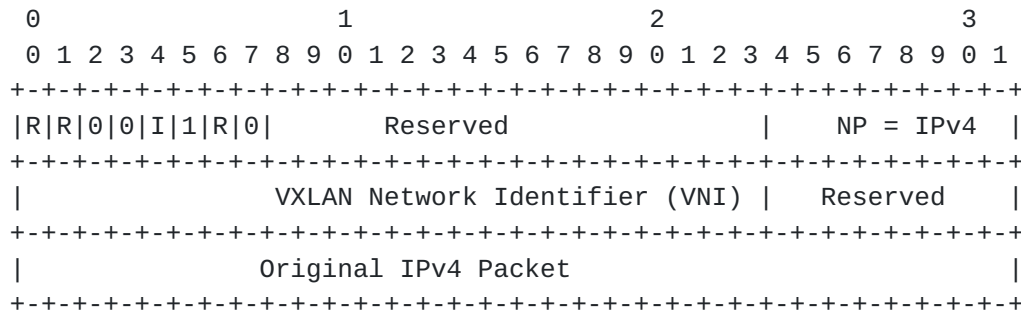 0                   1                   2                   3
 0 1 2 3 4 5 6 7 8 9 0 1 2 3 4 5 6 7 8 9 0 1 2 3 4 5 6 7 8 9 0 1
+-+-+-+-+-+-+-+-+-+-+-+-+-+-+-+-+-+-+-+-+-+-+-+-+-+-+-+-+-+-+-+-+
|R|R|0|0|I|1|R|0|       Reserved                |    NP = IPv4  |
+-+-+-+-+-+-+-+-+-+-+-+-+-+-+-+-+-+-+-+-+-+-+-+-+-+-+-+-+-+-+-+-+
|                VXLAN Network Identifier (VNI) |   Reserved    |
+-+-+-+-+-+-+-+-+-+-+-+-+-+-+-+-+-+-+-+-+-+-+-+-+-+-+-+-+-+-+-+-+
|               Original IPv4 Packet                            |
+-+-+-+-+-+-+-+-+-+-+-+-+-+-+-+-+-+-+-+-+-+-+-+-+-+-+-+-+-+-+-+-+